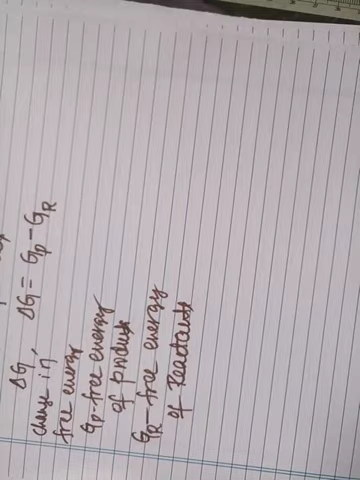 ΔG
change in, ΔG = Gp - GR
free energy
Gp-free energy
of products
GR - free energy
of reactants